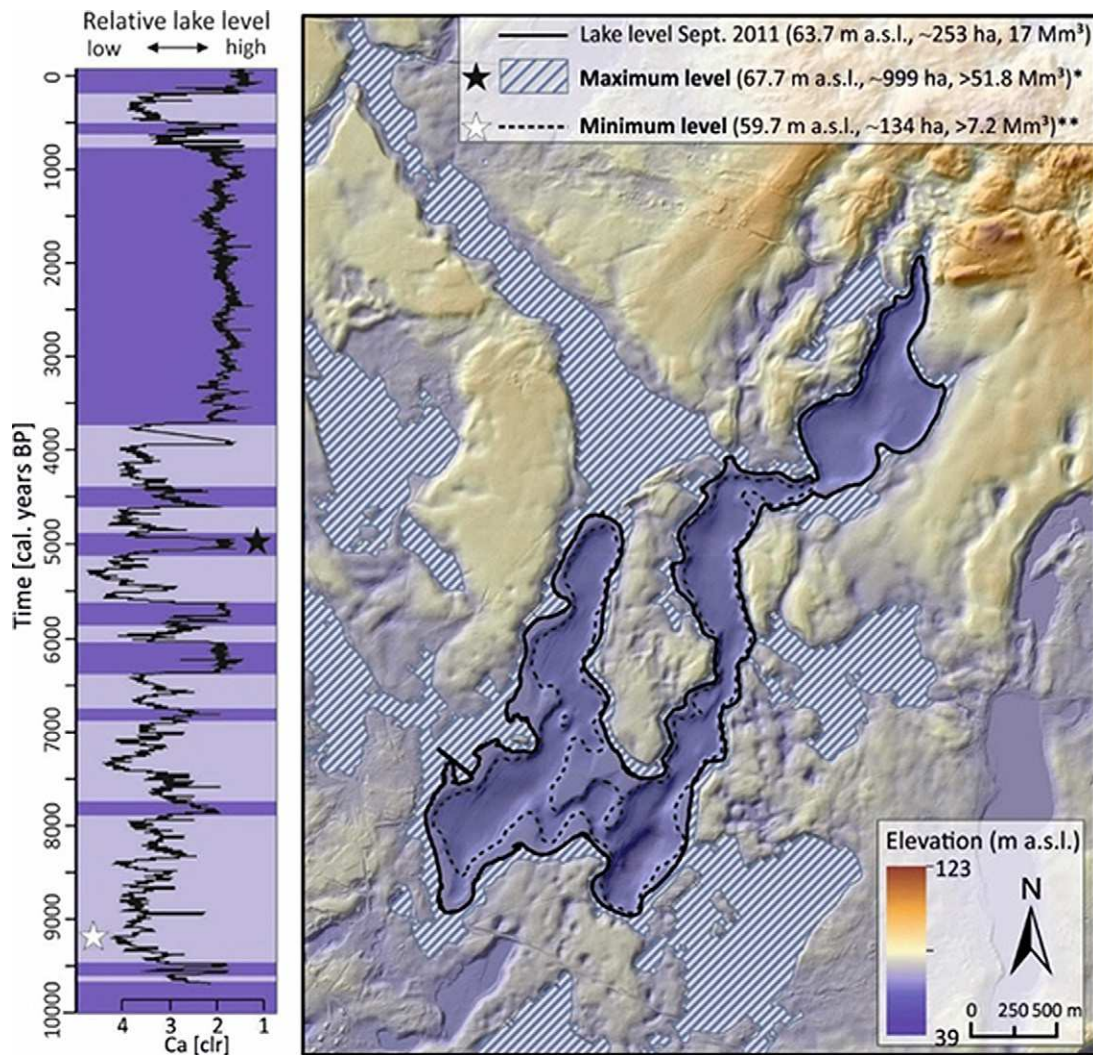 Relative lake level
low high
0
1000
2000
3000
4000
5000
6000
7000
8000
9000
10000
Time [cal. years BP]
4 3 2 1
Ca [clr]
Lake level Sept. 2011 (63.7 m a.s.l., ~253 ha, 17 Mm³)
Maximum level (67.7 m a.s.l., ~999 ha, >51.8 Mm³)*
Minimum level (59.7 m a.s.l., ~134 ha, >7.2 Mm³)**
Elevation (m a.s.l.)
123
39
N
0 250 500 m